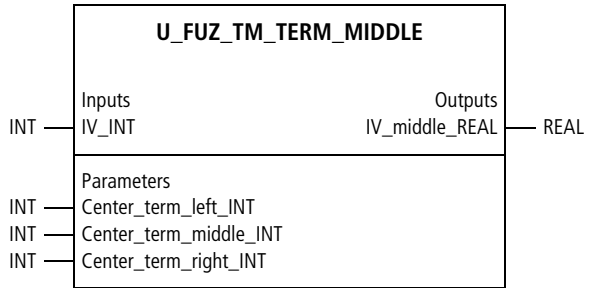 U_FUZ_TM_TERM_MIDDLE
Inputs Outputs
INT IV_INT IV_middle_REAL REAL
Parameters
INT Center_term_left_INT
INT Center_term_middle_INT
INT Center_term_right_INT